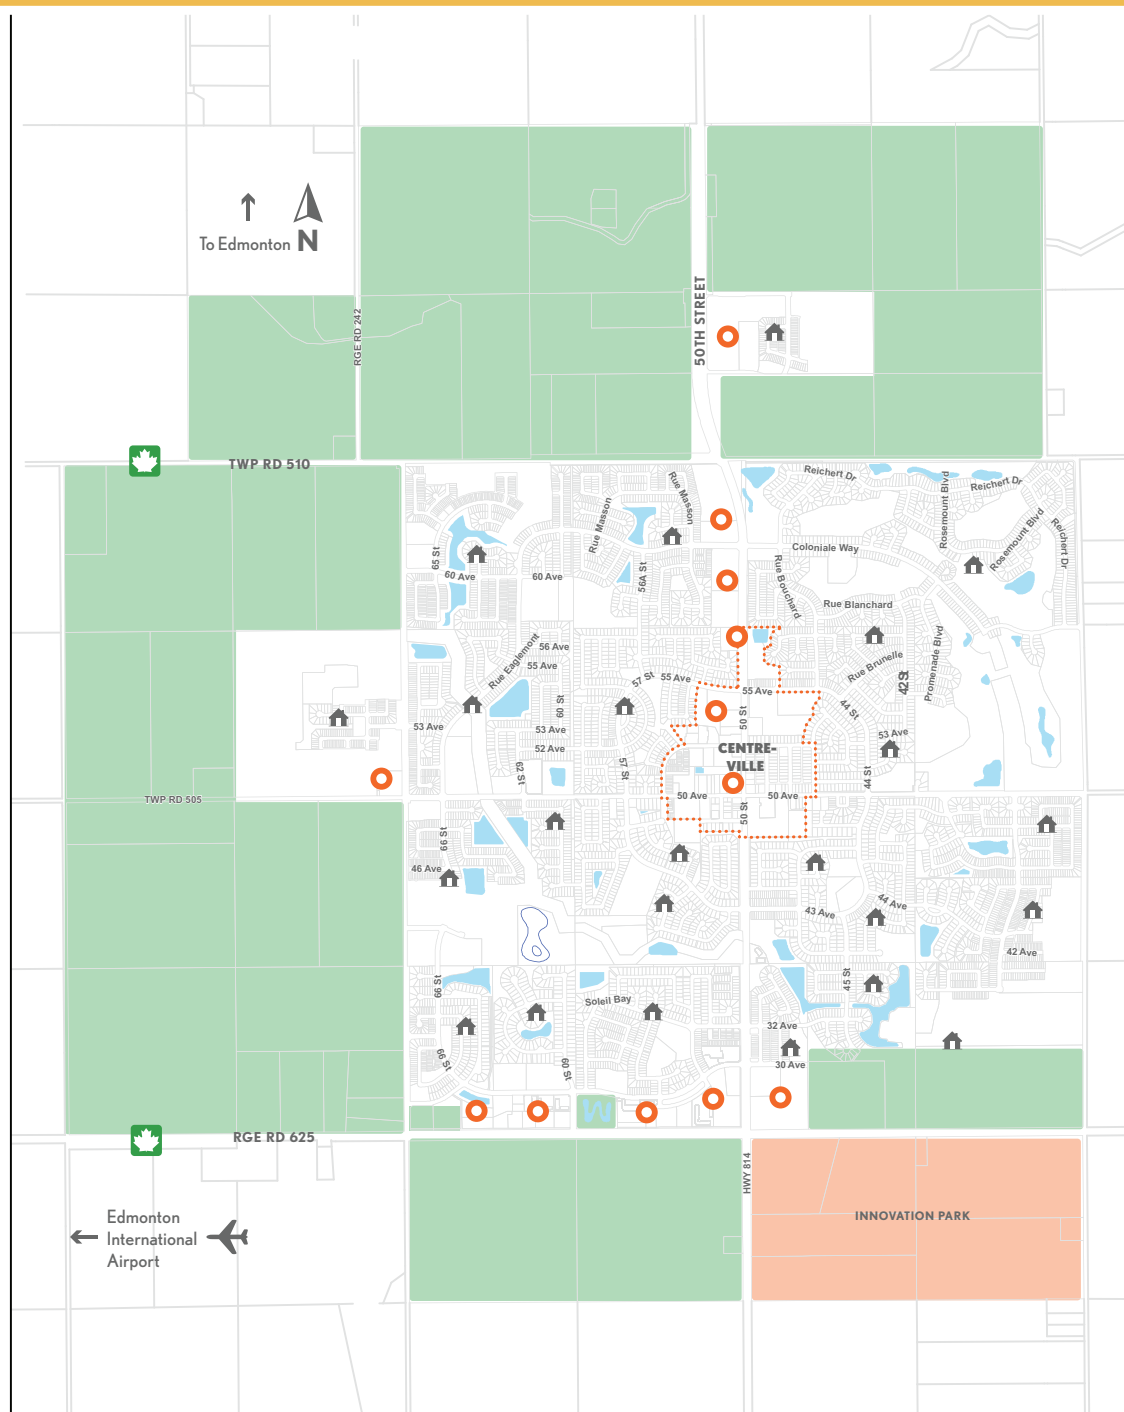 To Edmonton N
50TH STREET
RGE RD 242
TWP RD 510
Reichert Dr
Rosemount Blvd
Reichert Dr
Rue Masson
Rue Masson
Rosemount Blvd
Reichert Dr
65 St
60 Ave
60 Ave
56A St
Coloniale Way
Rue Bouchard
Rue Blanchard
Rue Eaglemont
56 Ave
55 Ave
57 St
55 Ave
55 Ave
Rue Brunelle
42 St
Promenade Blvd
60 St
50 St
44 St
53 Ave
53 Ave
53 Ave
52 Ave
CENTRE-
VILLE
62 St
57 St
44 St
TWP RD 505
50 Ave
50 Ave
50 St
66 St
46 Ave
43 Ave
44 Ave
42 Ave
66 St
45 St
Soleil Bay
32 Ave
66 St
60 St
30 Ave
W
RGE RD 625
HWY 814
INNOVATION PARK
Edmonton
International
Airport